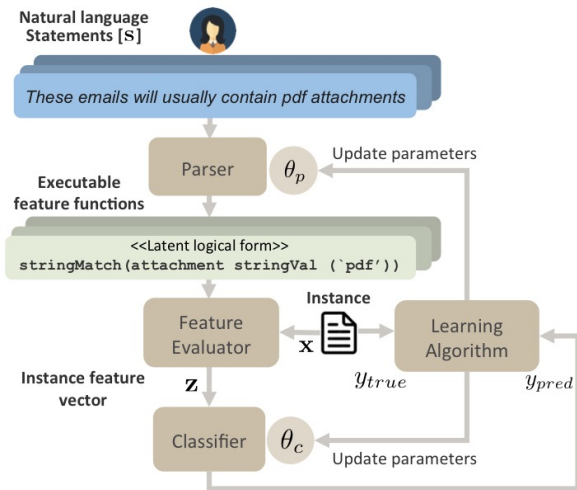 Natural language
Statements [s]
These emails will usually contain pdf attachments
Parser
θp
Update parameters
Executable
feature functions
<<Latent logical form>>
stringMatch(attachment stringVal (`pdf'))
Feature
Evaluator
Instance
x
Learning
Algorithm
ytrue
ypred
Instance feature
vector
z
Classifier
θc
Update parameters